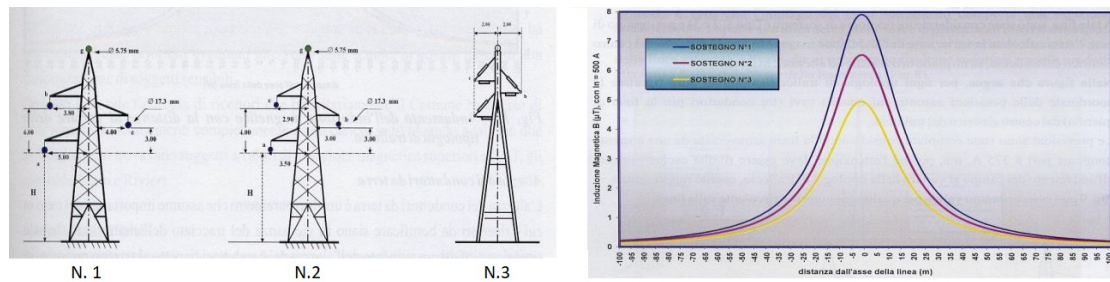 g
Ø 5.75 mm
b
Ø 17.3 mm
3.90
c
6.00
4.80
3.00
a
5.00
H
N. 1
g
Ø 5.75 mm
c
Ø 17.3 mm
2.90
b
6.00
3.00
3.00
a
3.50
H
N.2
2.00
2.00
N.3
8
7
6
5
4
3
2
1
0
Induzione Magnetica B (µT), con In = 500 A
SOSTEGNO N°1
SOSTEGNO N°2
SOSTEGNO N°3
-100 -95 -90 -85 -80 -75 -70 -65 -60 -55 -50 -45 -40 -35 -30 -25 -20 -15 -10 -5 0 5 10 15 20 25 30 35 40 45 50 55 60 65 70 75 80 85 90 95 100
distanza dall'asse della linea (m)